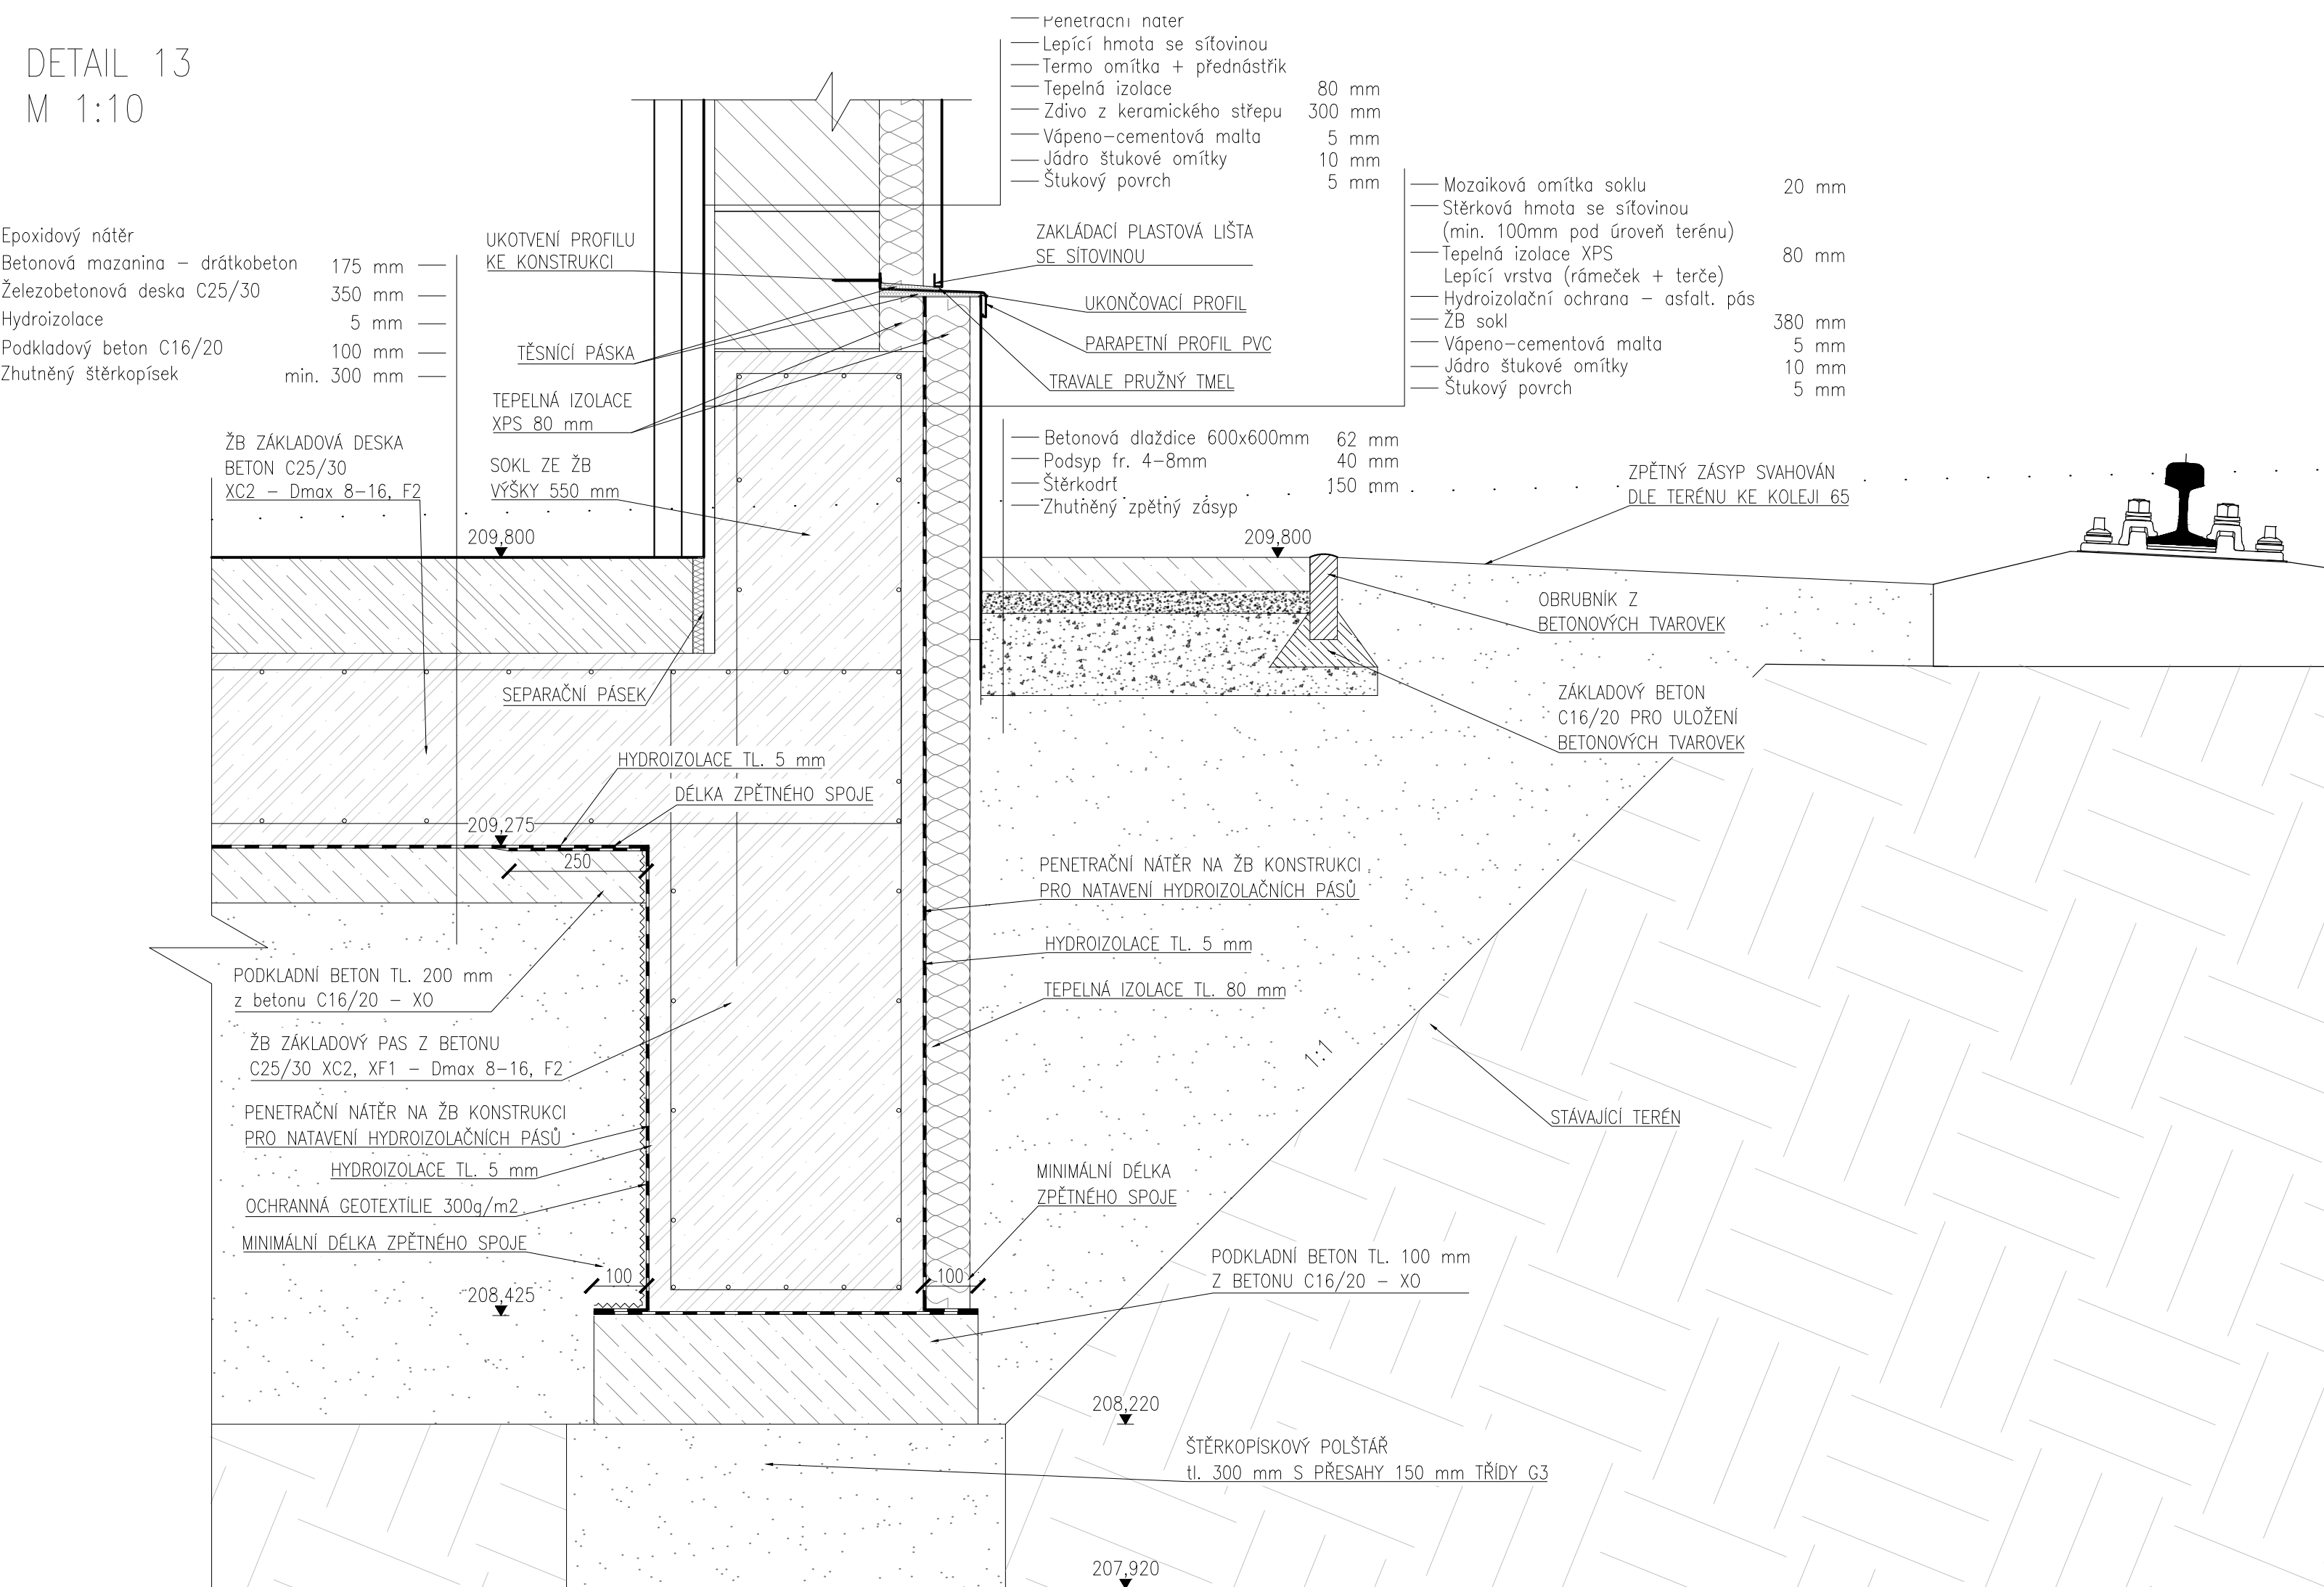 DETAIL 13
M 1:10
Penetrační nátěr
Lepící hmota se síťovinou
Termo omítka + přednástřik
Tepelná izolace 80 mm
Zdivo z keramického střepu 300 mm
Vápeno-cementová malta 5 mm
Jádro štukové omítky 10 mm
Štukový povrch 5 mm
Mozaiková omítka soklu 20 mm
Stěrková hmota se síťovinou
(min. 100mm pod úroveň terénu)
Tepelná izolace XPS 80 mm
Lepící vrstva (rámeček + terče)
Hydroizolační ochrana - asfalt. pás
ŽB sokl 380 mm
Vápeno-cementová malta 5 mm
Jádro štukové omítky 10 mm
Štukový povrch 5 mm
Epoxidový nátěr
Betonová mazanina - drátkobeton 175 mm
Železobetonová deska C25/30 350 mm
Hydroizolace 5 mm
Podkladový beton C16/20 100 mm
Zhutněný štěrkopísek min. 300 mm
UKOTVENÍ PROFILU
KE KONSTRUKCI
ZAKLÁDACÍ PLASTOVÁ LIŠTA
SE SÍTOVINOU
UKONČOVACÍ PROFIL
PARAPETNÍ PROFIL PVC
TRAVALE PRUŽNÝ TMEL
TĚSNÍCÍ PÁSKA
TEPELNÁ IZOLACE
XPS 80 mm
SOKL ZE ŽB
VÝŠKY 550 mm
ŽB ZÁKLADOVÁ DESKA
BETON C25/30
XC2 - Dmax 8-16, F2
Betonová dlaždice 600x600mm 62 mm
Podsyp fr. 4-8mm 40 mm
Štěrkodrť 150 mm
Zhutněný zpětný zásyp
ZPĚTNÝ ZÁSYP SVAHOVÁN
DLE TERÉNU KE KOLEJI 65
209,800
209,800
OBRUBNÍK Z
BETONOVÝCH TVAROVEK
SEPARAČNÍ PÁSEK
ZÁKLADOVÝ BETON
C16/20 PRO ULOŽENÍ
BETONOVÝCH TVAROVEK
HYDROIZOLACE TL. 5 mm
DÉLKA ZPĚTNÉHO SPOJE
209,275
250
PENETRAČNÍ NÁTĚR NA ŽB KONSTRUKCI
PRO NATAVENÍ HYDROIZOLAČNÍCH PÁSŮ
HYDROIZOLACE TL. 5 mm
TEPELNÁ IZOLACE TL. 80 mm
PODKLADNÍ BETON TL. 200 mm
z betonu C16/20 - XO
ŽB ZÁKLADOVÝ PAS Z BETONU
C25/30 XC2, XF1 - Dmax 8-16, F2
1:1
STÁVAJÍCÍ TERÉN
PENETRAČNÍ NÁTĚR NA ŽB KONSTRUKCI
PRO NATAVENÍ HYDROIZOLAČNÍCH PÁSŮ
HYDROIZOLACE TL. 5 mm
OCHRANNÁ GEOTEXTÍLIE 300g/m2
MINIMÁLNÍ DÉLKA ZPĚTNÉHO SPOJE
MINIMÁLNÍ DÉLKA
ZPĚTNÉHO SPOJE
100
100
208,425
PODKLADNÍ BETON TL. 100 mm
Z BETONU C16/20 - XO
208,220
ŠTĚRKOPÍSKOVÝ POLŠTÁŘ
tl. 300 mm S PŘESAHY 150 mm TŘÍDY G3
207,920